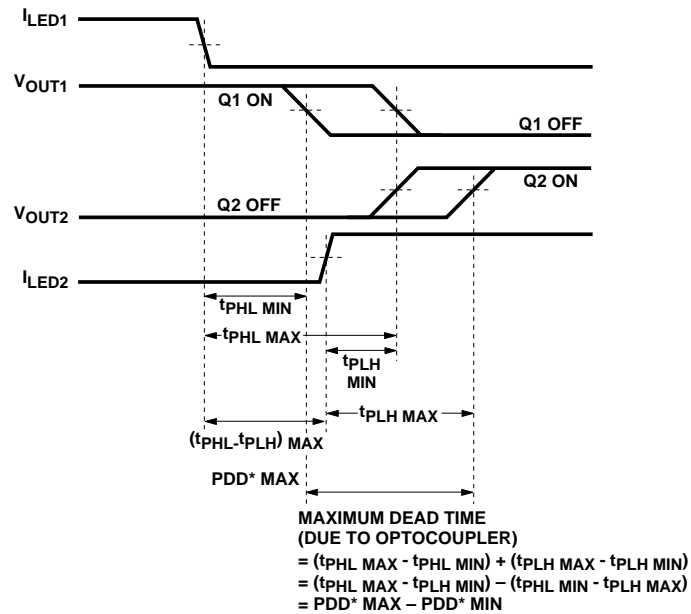 ILED1
VOUT1
Q1 ON
Q1 OFF
Q2 ON
Q2 OFF
VOUT2
ILED2
tPHL MIN
tPHL MAX
tPLH
MIN
tPLH MAX
(tPHL-tPLH) MAX
PDD* MAX
MAXIMUM DEAD TIME
(DUE TO OPTOCOUPLER)
= (tPHL MAX - tPHL MIN) + (tPLH MAX - tPLH MIN)
= (tPHL MAX - tPLH MIN) – (tPHL MIN - tPLH MAX)
= PDD* MAX – PDD* MIN